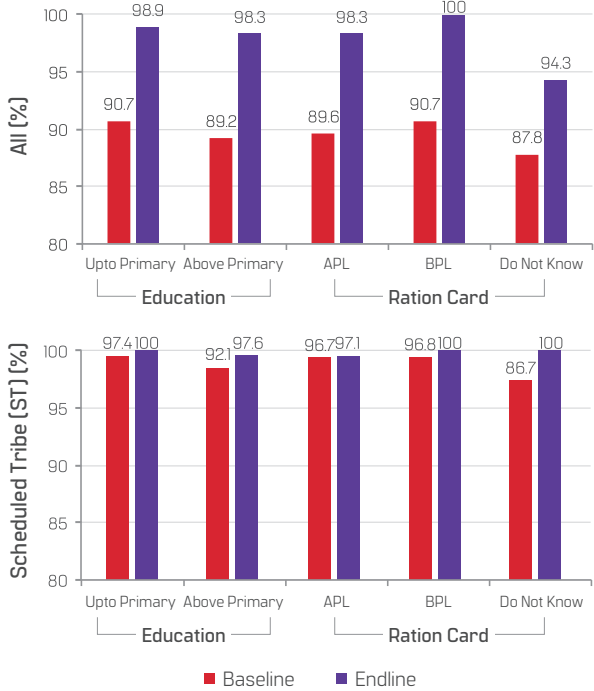 All (%)
100
95
90
85
80
90.7
98.9
89.2
98.3
89.6
98.3
90.7
100
87.8
94.3
Upto Primary
Above Primary
APL
BPL
Do Not Know
Education
Ration Card
Scheduled Tribe (ST) (%)
100
95
90
85
80
97.4
100
92.1
97.6
96.7
97.1
96.8
100
86.7
100
Upto Primary
Above Primary
APL
BPL
Do Not Know
Education
Ration Card
Baseline
Endline